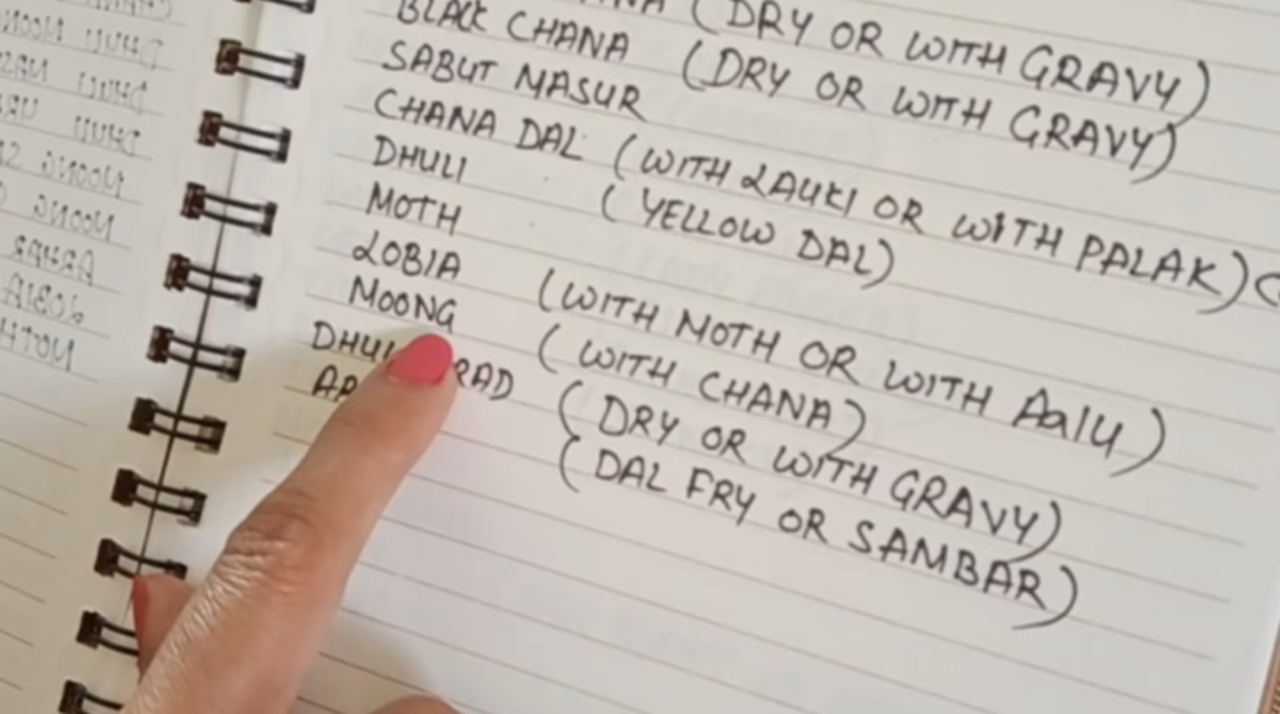 (DRY OR WITH GRAVY)
BLACK CHANA (DRY OR WITH GRAVY)
SABUT MASUR
CHANA DAL (WITH LAUKI OR WITH PALAK)
DHULI (YELLOW DAL)
MOTH
LOBIA (WITH MOTH OR WITH AalU)
MOONG (WITH CHANA)
(DRY OR WITH GRAVY)
(DAL FRY OR SAMBAR)